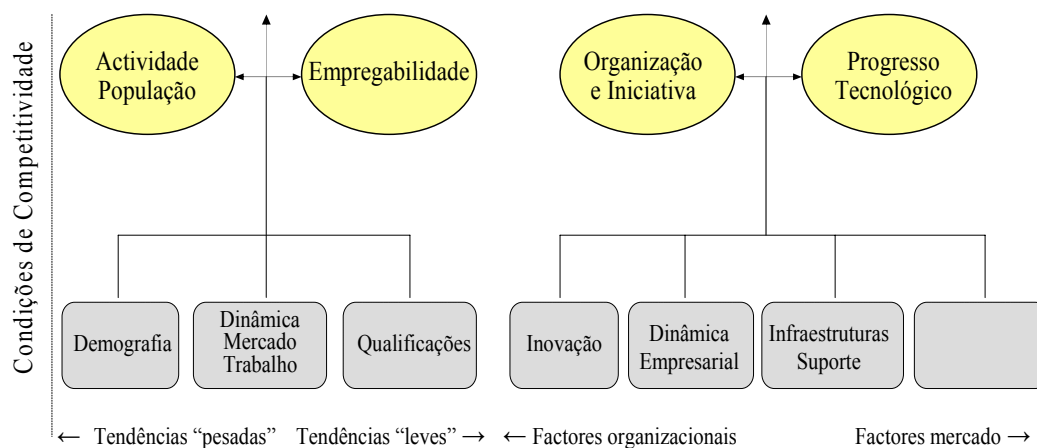 Condições de Competitividade
Actividade
População
Empregabilidade
Organização
e Iniciativa
Progresso
Tecnológico
Demografia
Dinâmica
Mercado
Trabalho
Qualificações
Inovação
Dinâmica
Empresarial
Infraestruturas
Suporte
← Tendências “pesadas”
Tendências “leves” →
← Factores organizacionais
Factores mercado →